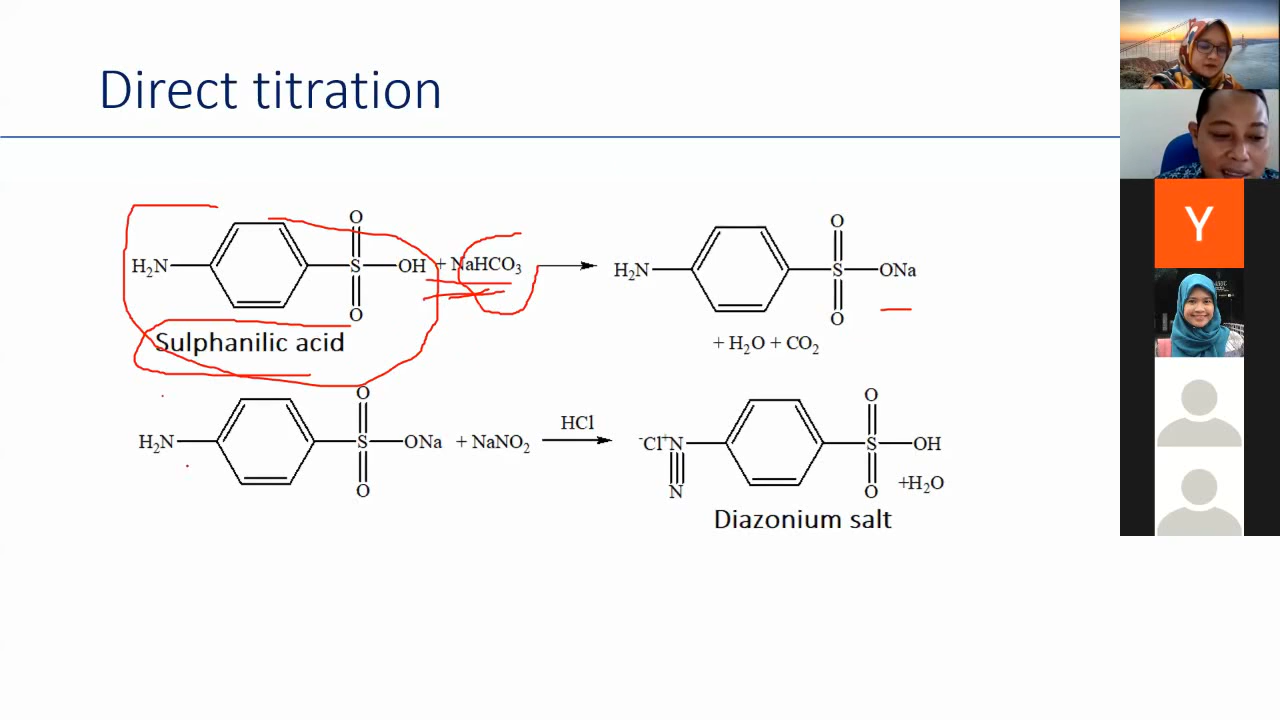 Direct titration
O
H₂N S OH + NaHCO₃
O
Sulphanilic acid
O
H₂N S ONa
O
+ H₂O + CO₂
O
H₂N S ONa + NaNO₂
O
HCl
O
⁻Cl⁺N S OH
N O +H₂O
Diazonium salt
Y